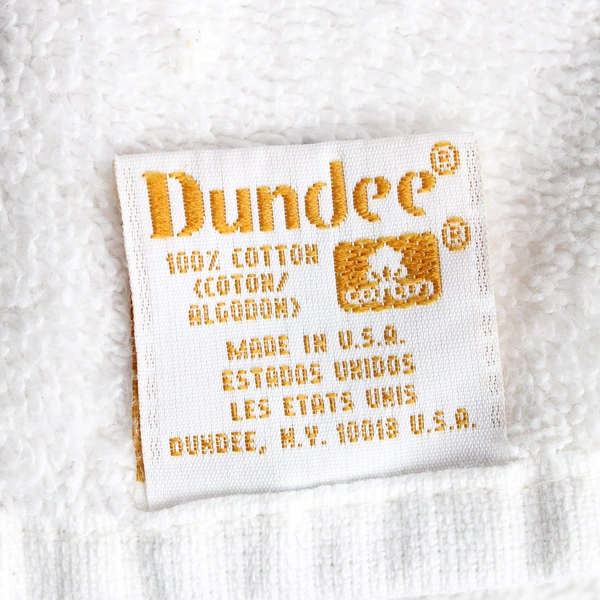 Dundee®
100% COTTON
(COTON/
ALGODON)
cotton ®
MADE IN U.S.A.
ESTADOS UNIDOS
LES ETATS UNIS
DUNDEE, N.Y. 10018 U.S.A.